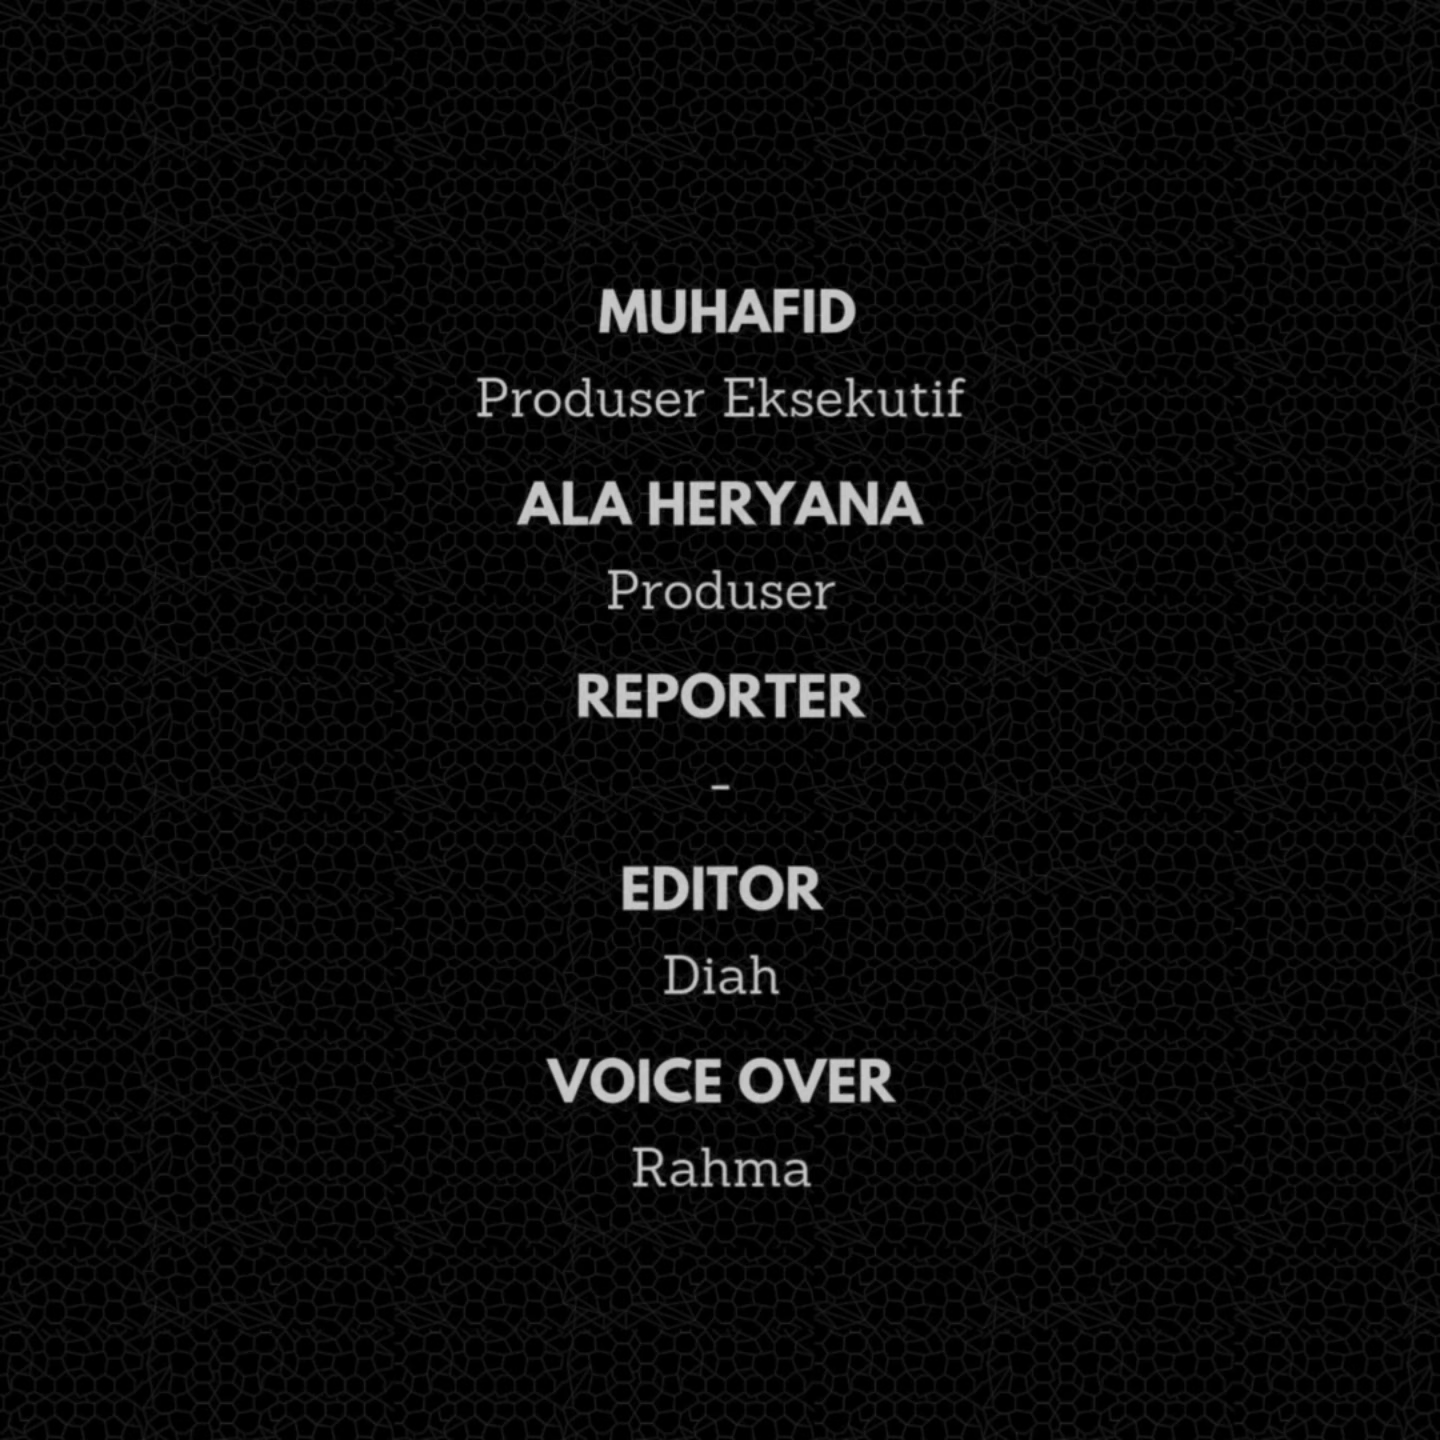 MUHAFID
Produser Eksekutif
ALA HERYANA
Produser
REPORTER
-
EDITOR
Diah
VOICE OVER
Rahma